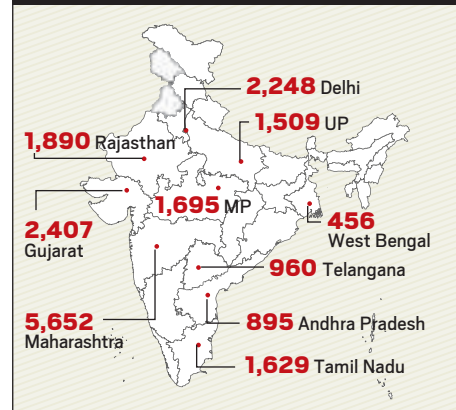 2,248 Delhi
1,509 UP
1,890 Rajasthan
1,695 MP
2,407
Gujarat
456
West Bengal
960 Telangana
5,652
Maharashtra
895 Andhra Pradesh
1,629 Tamil Nadu